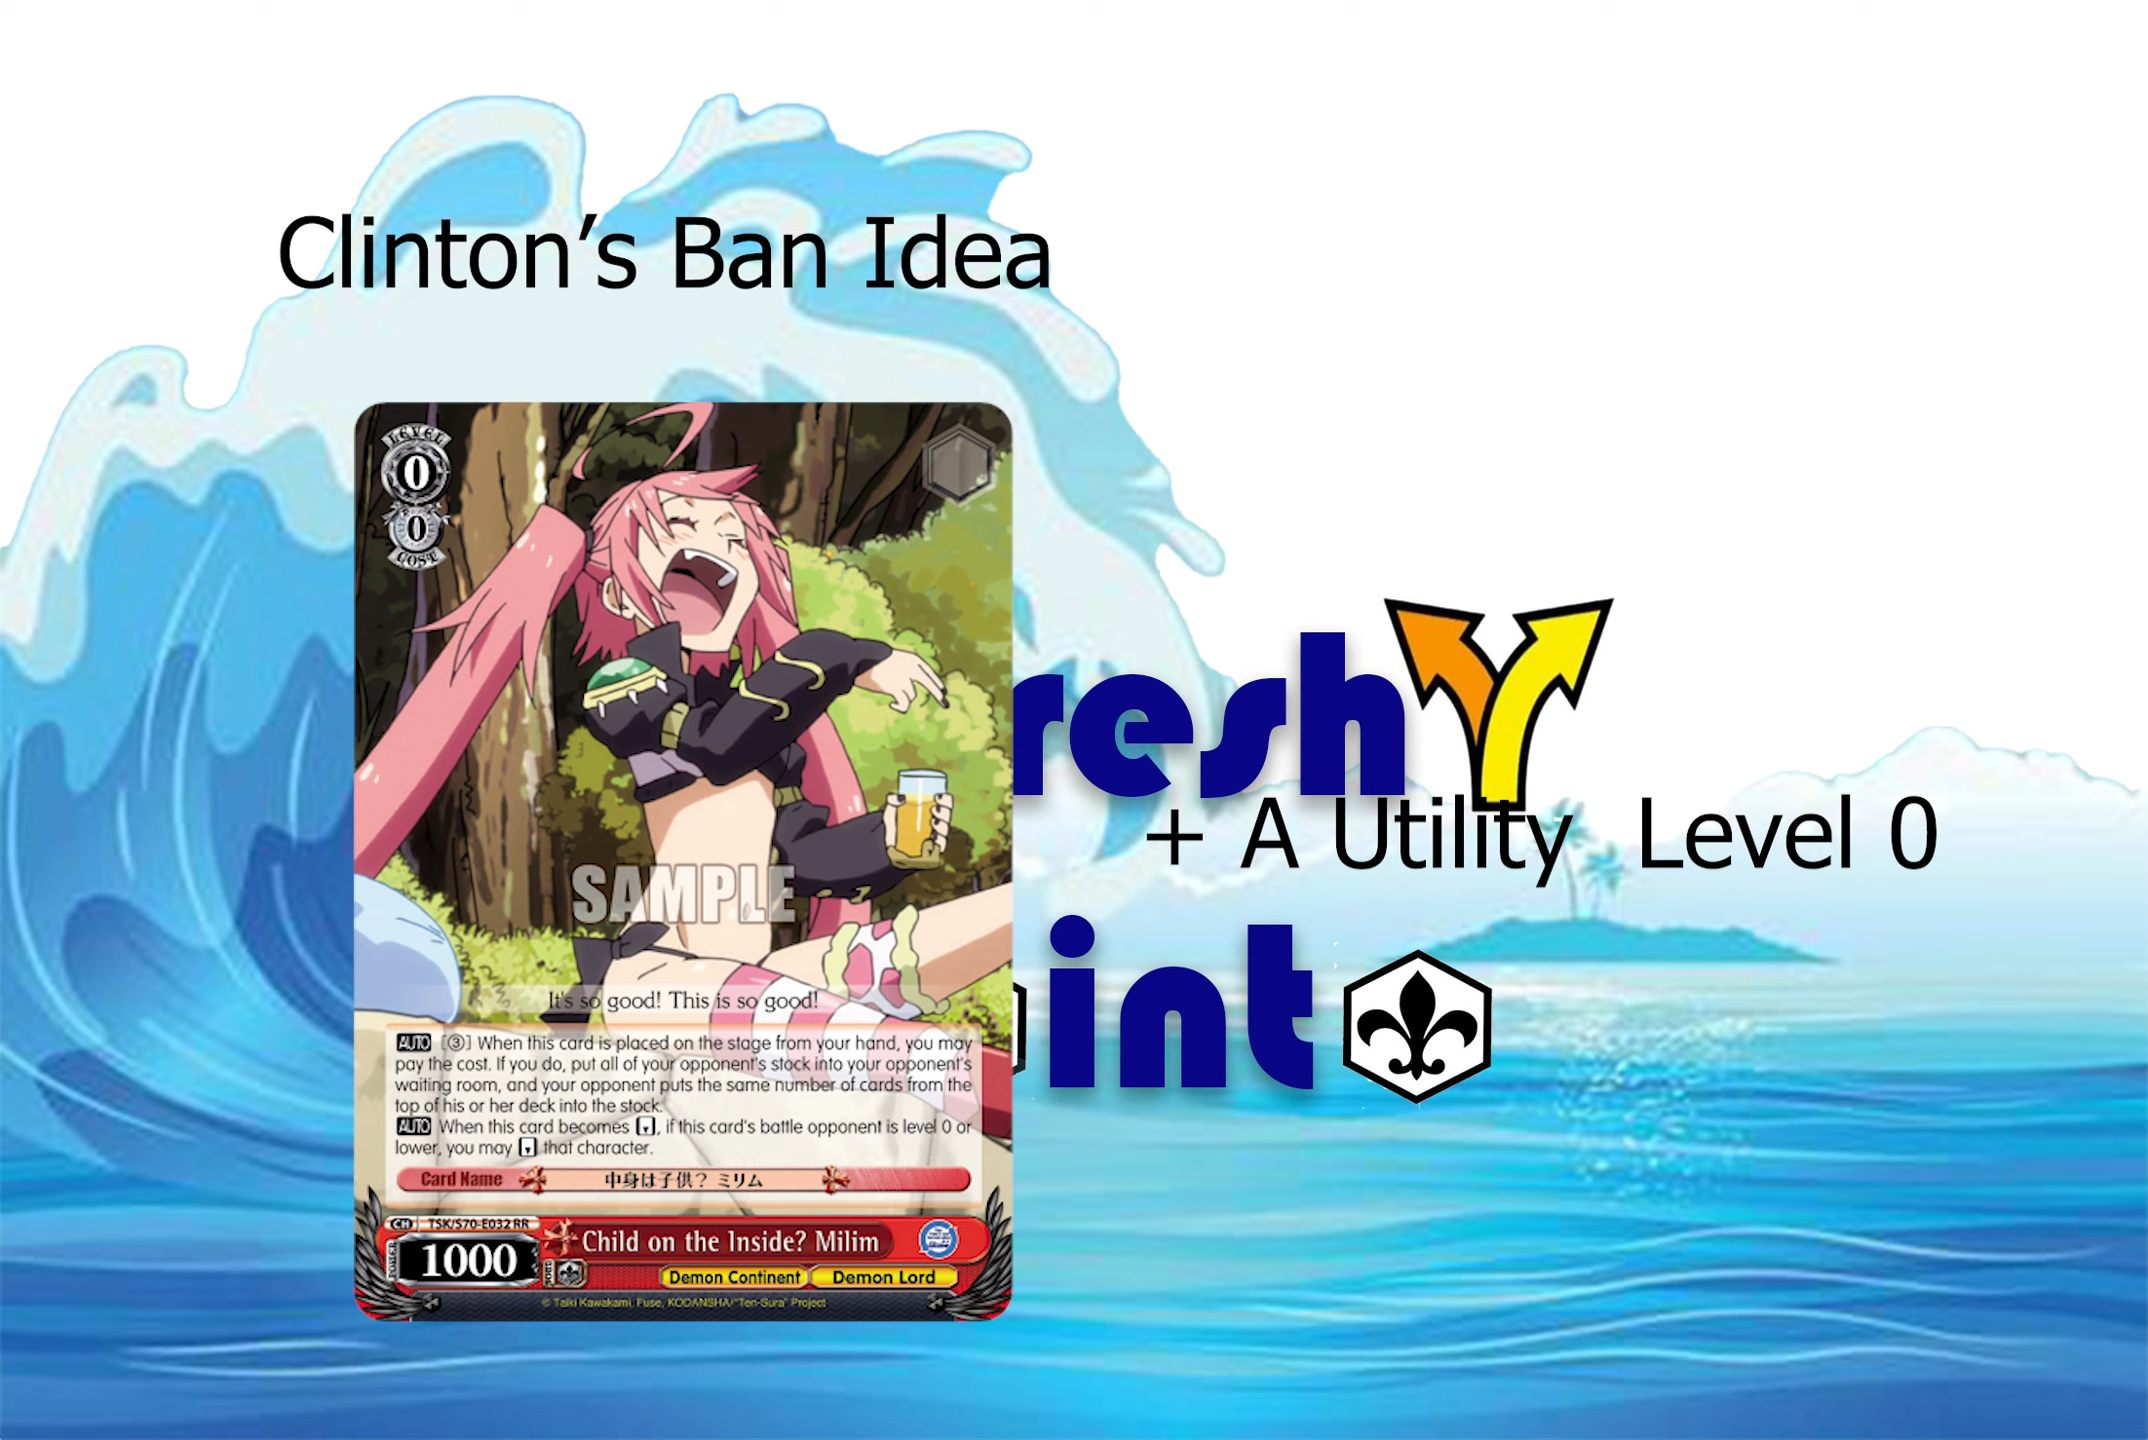 Clinton's Ban Idea
LEVEL
0
0
COST
resh
+ A Utility Level 0
int
SAMPLE
It's so good! This is so good!
AUTO [③] When this card is placed on the stage from your hand, you may
pay the cost. If you do, put all of your opponent's stock into your opponent's
waiting room, and your opponent puts the same number of cards from the
top of his or her deck into the stock.
AUTO When this card becomes , if this card's battle opponent is level 0 or
lower, you may that character.
Card Name 中身は子供？ ミリム
CH TSK/S70-E032 RR
Child on the Inside? Milim
POWER 1000 SOUL
Demon Continent Demon Lord
© Taiki Kawakami, Fuse, KODANSHA/"Ten-Sura" Project